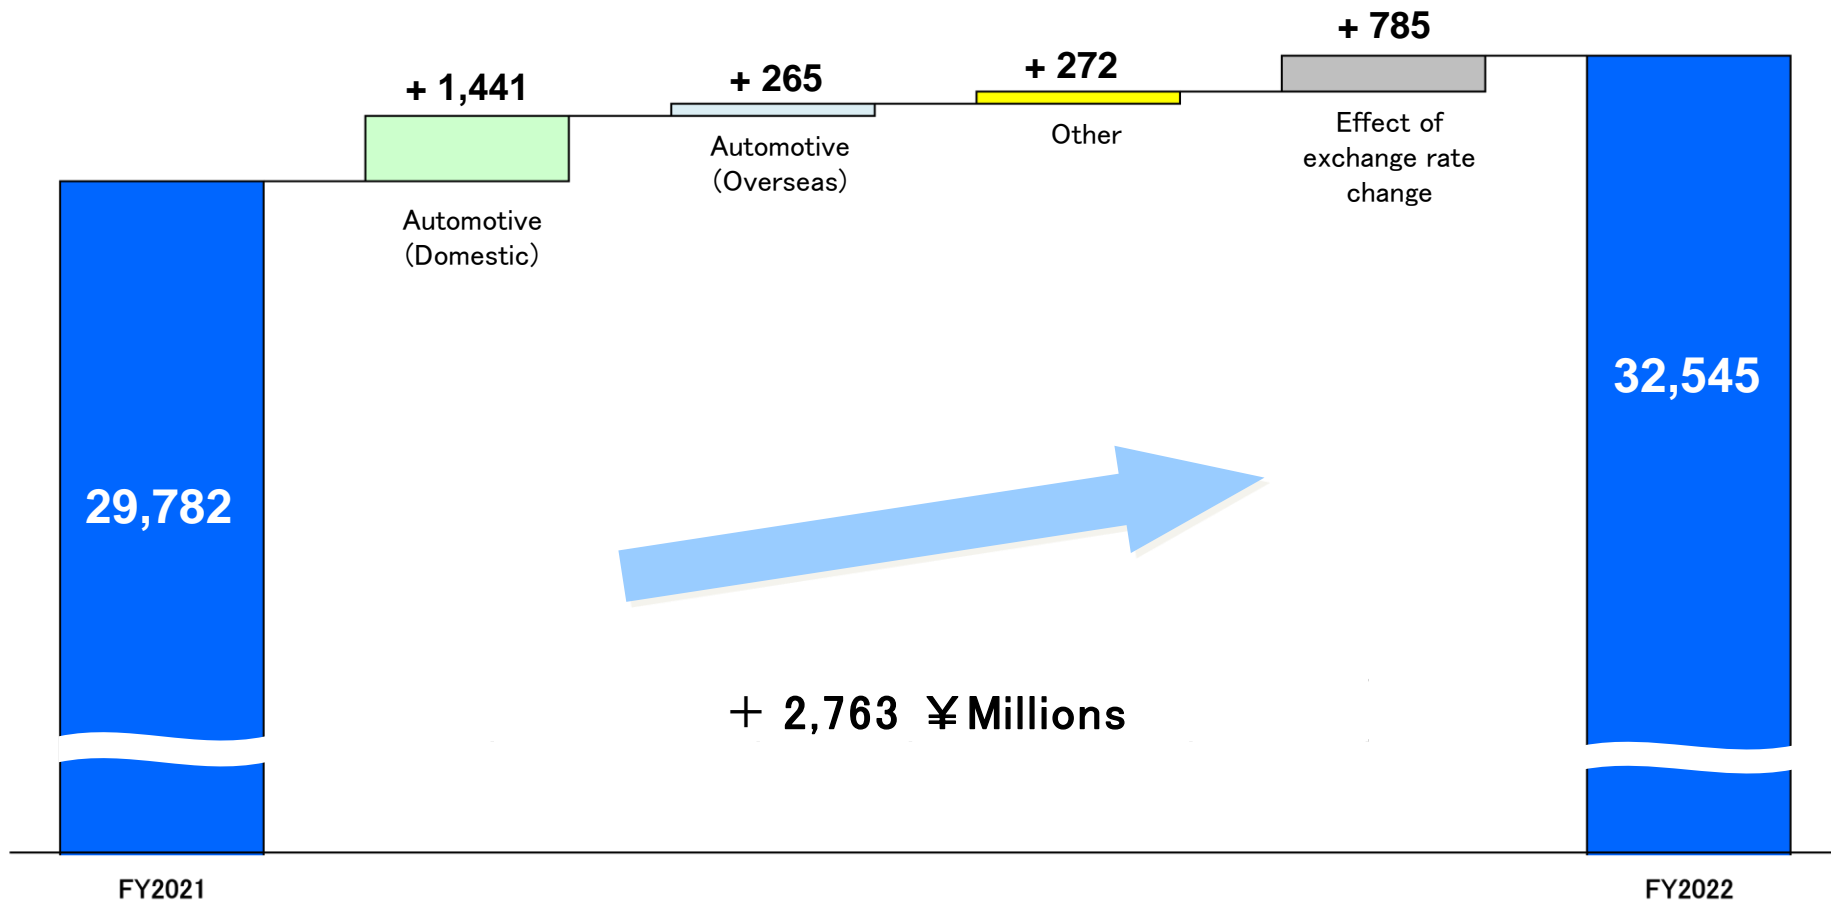 + 785
+ 272
+ 265
+ 1,441
Effect of
exchange rate
change
Other
Automotive
(Overseas)
Automotive
(Domestic)
32,545
29,782
＋ 2,763 ￥Millions
FY2021
FY2022